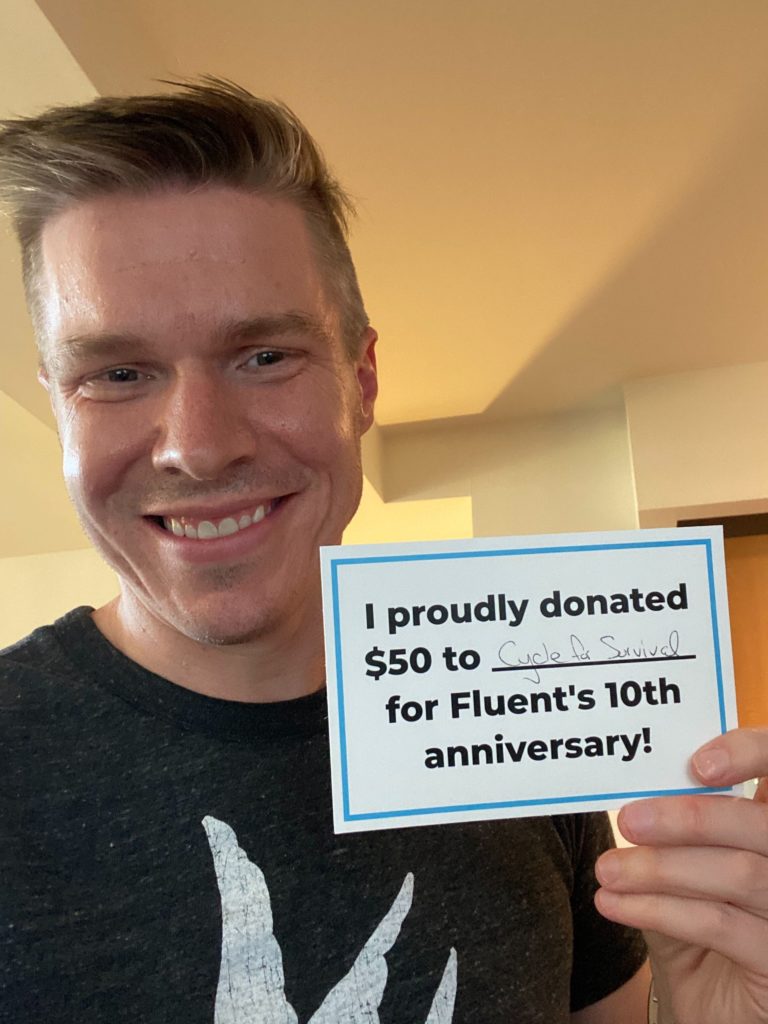 I proudly donated
$50 to Cycle for Survival
for Fluent's 10th
anniversary!